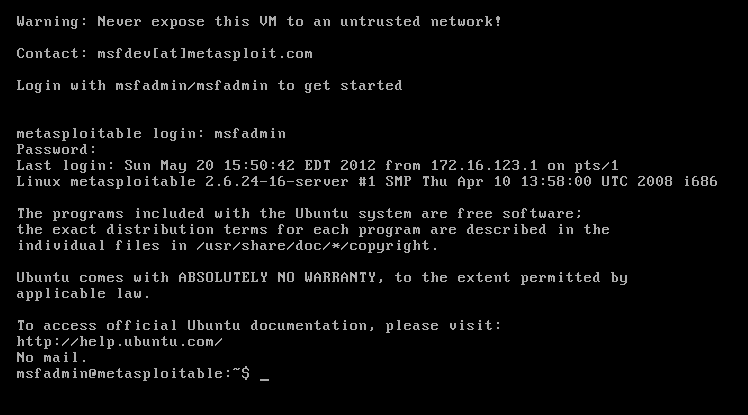 Warning: Never expose this VM to an untrusted network!
Contact: msfdev[at]metasploit.com
Login with msfadmin/msfadmin to get started
metasploitable login: msfadmin
Password:
Last login: Sun May 20 15:50:42 EDT 2012 from 172.16.123.1 on pts/1
Linux metasploitable 2.6.24-16-server #1 SMP Thu Apr 10 13:58:00 UTC 2008 i686
The programs included with the Ubuntu system are free software;
the exact distribution terms for each program are described in the
individual files in /usr/share/doc/*/copyright.
Ubuntu comes with ABSOLUTELY NO WARRANTY, to the extent permitted by
applicable law.
To access official Ubuntu documentation, please visit:
http://help.ubuntu.com/
No mail.
msfadmin@metasploitable:~$ _